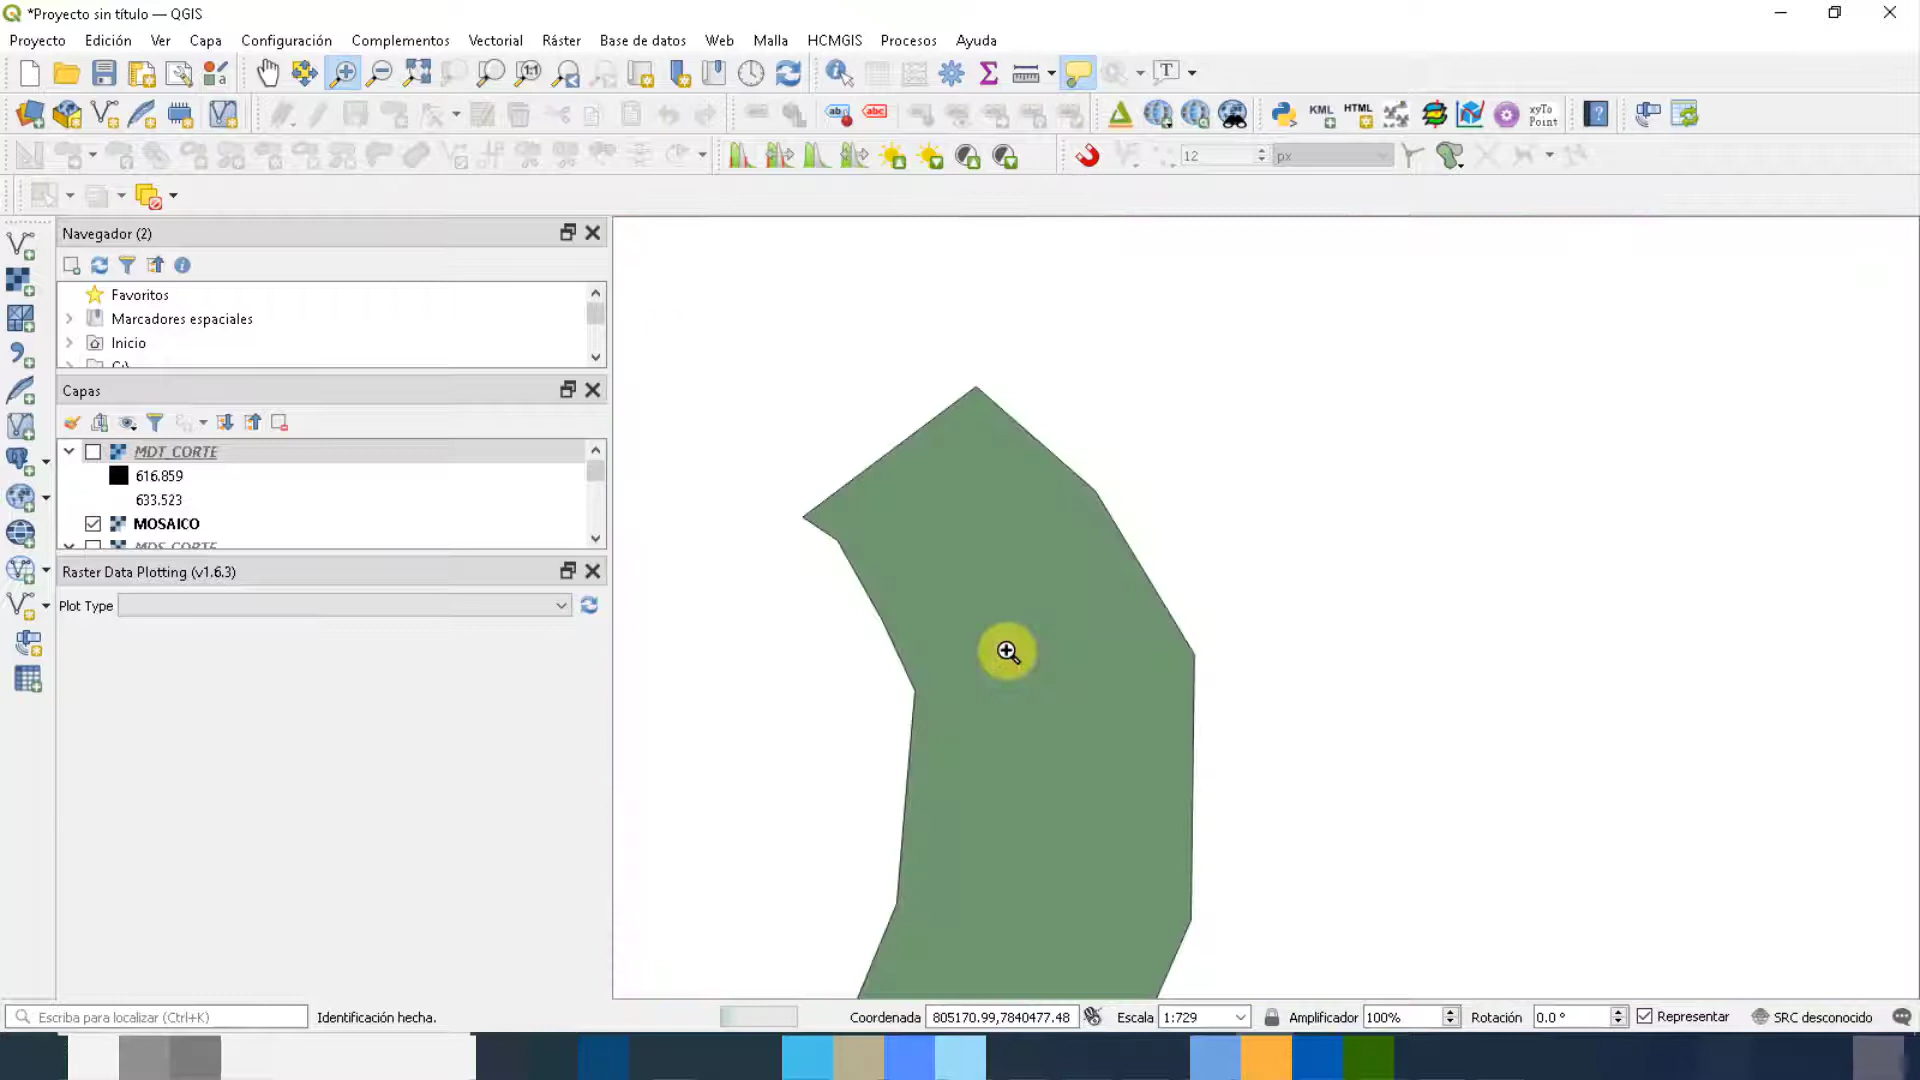 *Proyecto sin título — QGIS
Proyecto Edición Ver Capa Configuración Complementos Vectorial Ráster Base de datos Web Malla HCMGIS Procesos Ayuda
KML HTML xyTo Point
12 px
Navegador (2)
Favoritos
Marcadores espaciales
Inicio
C:\
Capas
MDT_CORTE
616.859
633.523
MOSAICO
MDS_CORTE
Raster Data Plotting (v1.6.3)
Plot Type
Escriba para localizar (Ctrl+K) Identificación hecha. Coordenada 805170.99,7840477.48 Escala 1:729 Amplificador 100% Rotación 0.0 ° Representar SRC desconocido